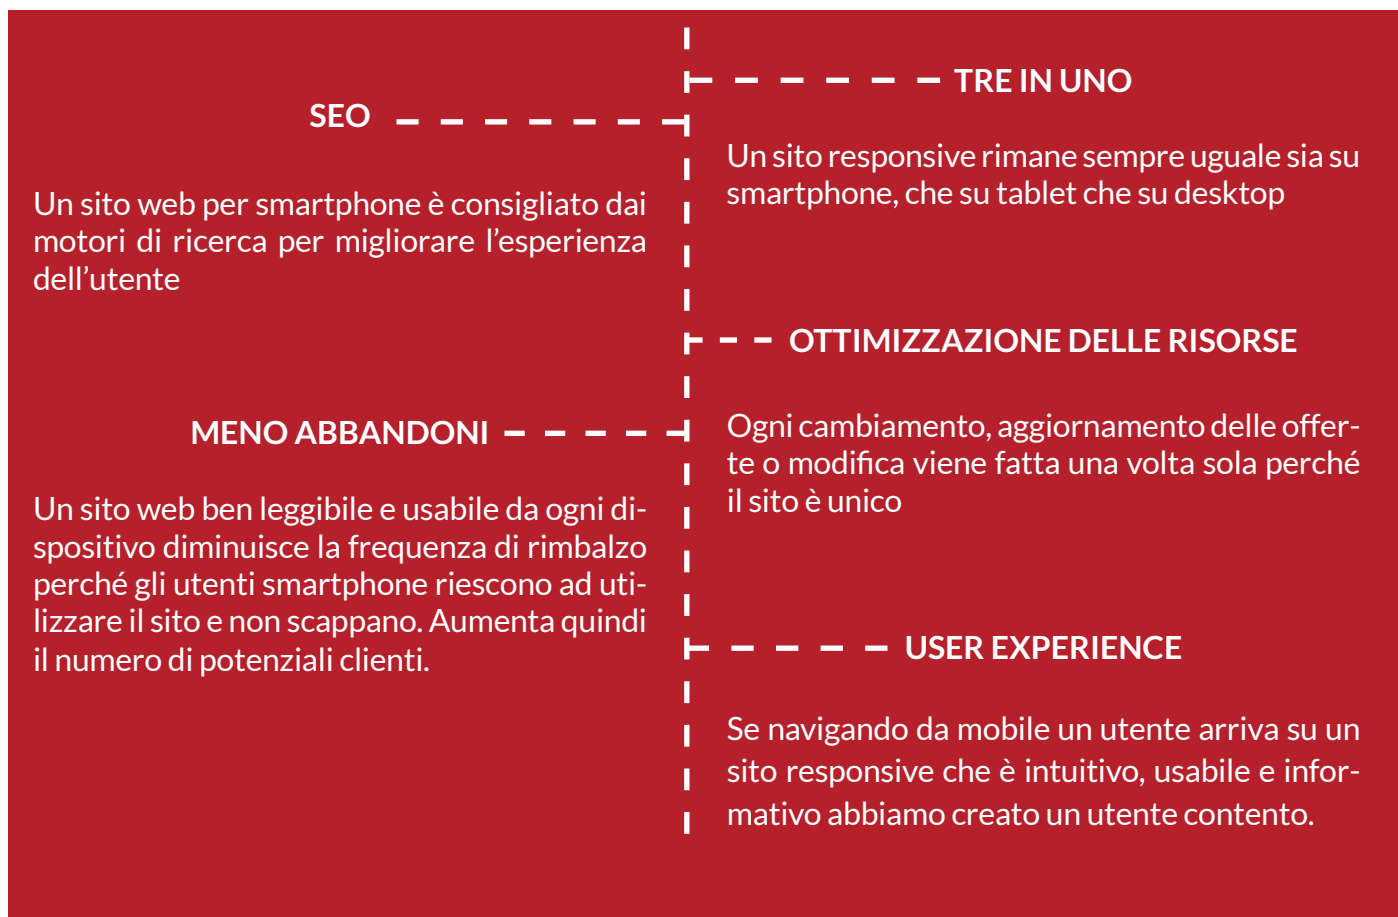 TRE IN UNO
Un sito responsive rimane sempre uguale sia su
smartphone, che su tablet che su desktop
SEO
Un sito web per smartphone è consigliato dai
motori di ricerca per migliorare l'esperienza
dell'utente
OTTIMIZZAZIONE DELLE RISORSE
Ogni cambiamento, aggiornamento delle offer-
te o modifica viene fatta una volta sola perché
il sito è unico
MENO ABBANDONI
Un sito web ben leggibile e usabile da ogni di-
spositivo diminuisce la frequenza di rimbalzo
perché gli utenti smartphone riescono ad uti-
lizzare il sito e non scappano. Aumenta quindi
il numero di potenziali clienti.
USER EXPERIENCE
Se navigando da mobile un utente arriva su un
sito responsive che è intuitivo, usabile e infor-
mativo abbiamo creato un utente contento.